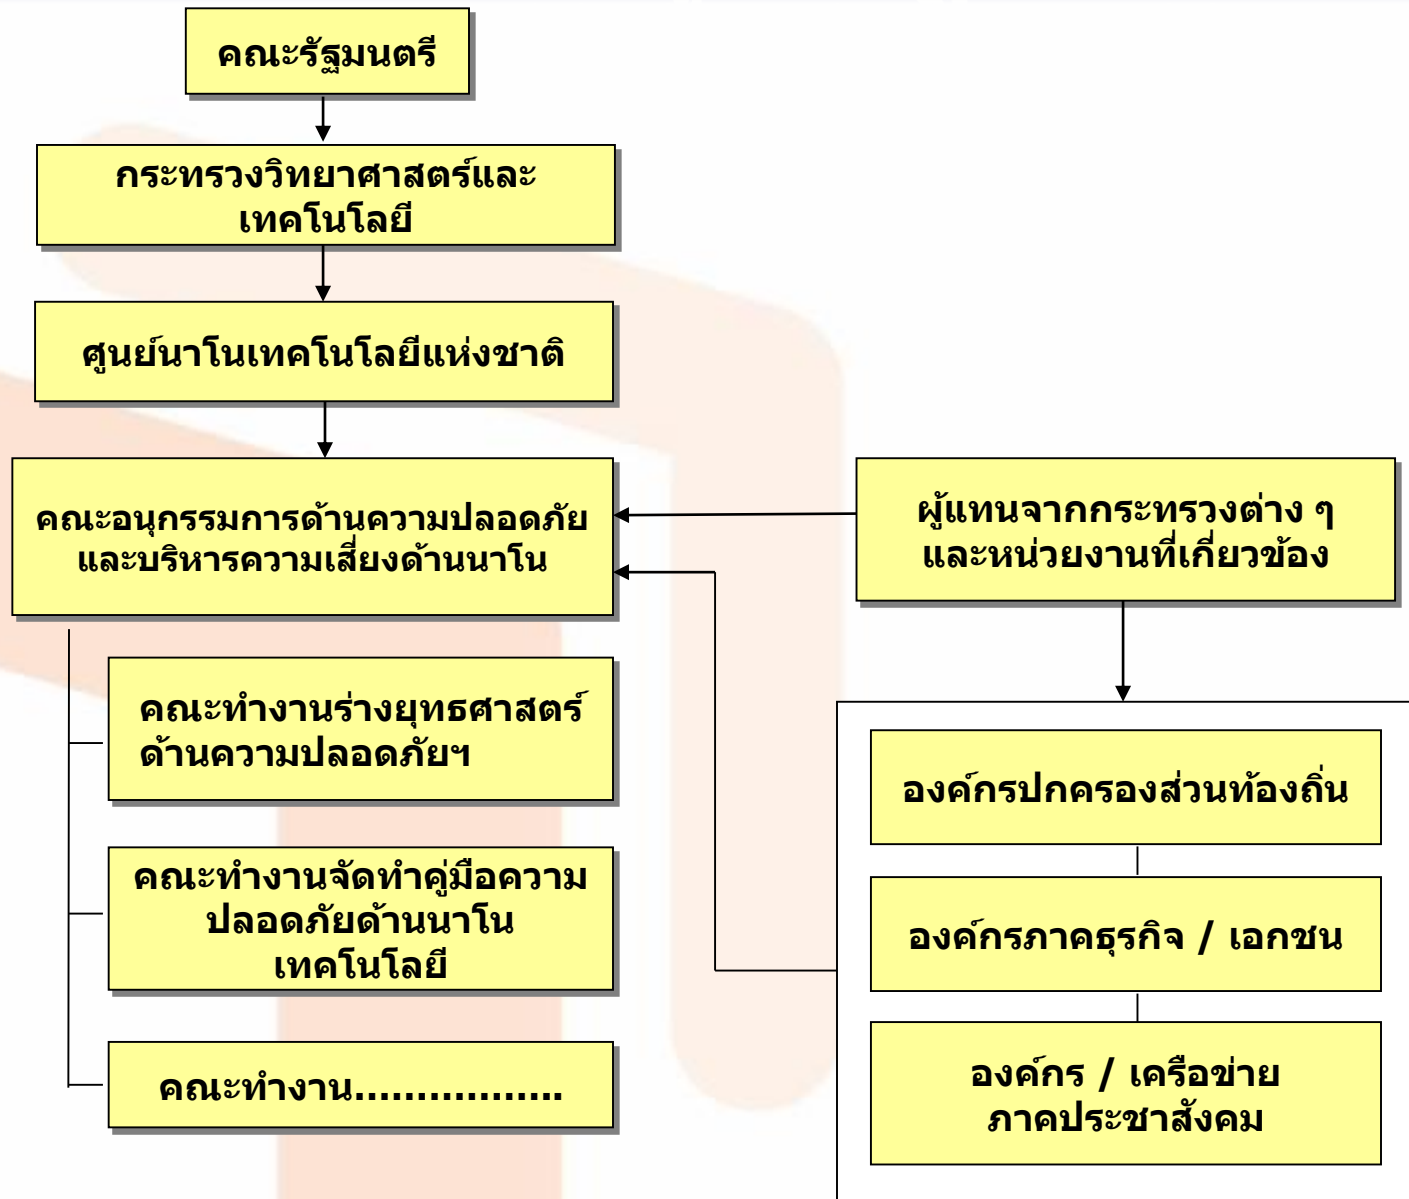 คณะรัฐมนตรี
กระทรวงวิทยาศาสตร์และ
เทคโนโลยี
ศูนย์นาโนเทคโนโลยีแห่งชาติ
คณะอนุกรรมการด้านความปลอดภัย
และบริหารความเสี่ยงด้านนาโน
ผู้แทนจากกระทรวงต่าง ๆ
และหน่วยงานที่เกี่ยวข้อง
คณะทำงานร่างยุทธศาสตร์
ด้านความปลอดภัยฯ
คณะทำงานจัดทำคู่มือความ
ปลอดภัยด้านนาโน
เทคโนโลยี
คณะทำงาน.................
องค์กรปกครองส่วนท้องถิ่น
องค์กรภาคธุรกิจ / เอกชน
องค์กร / เครือข่าย
ภาคประชาสังคม